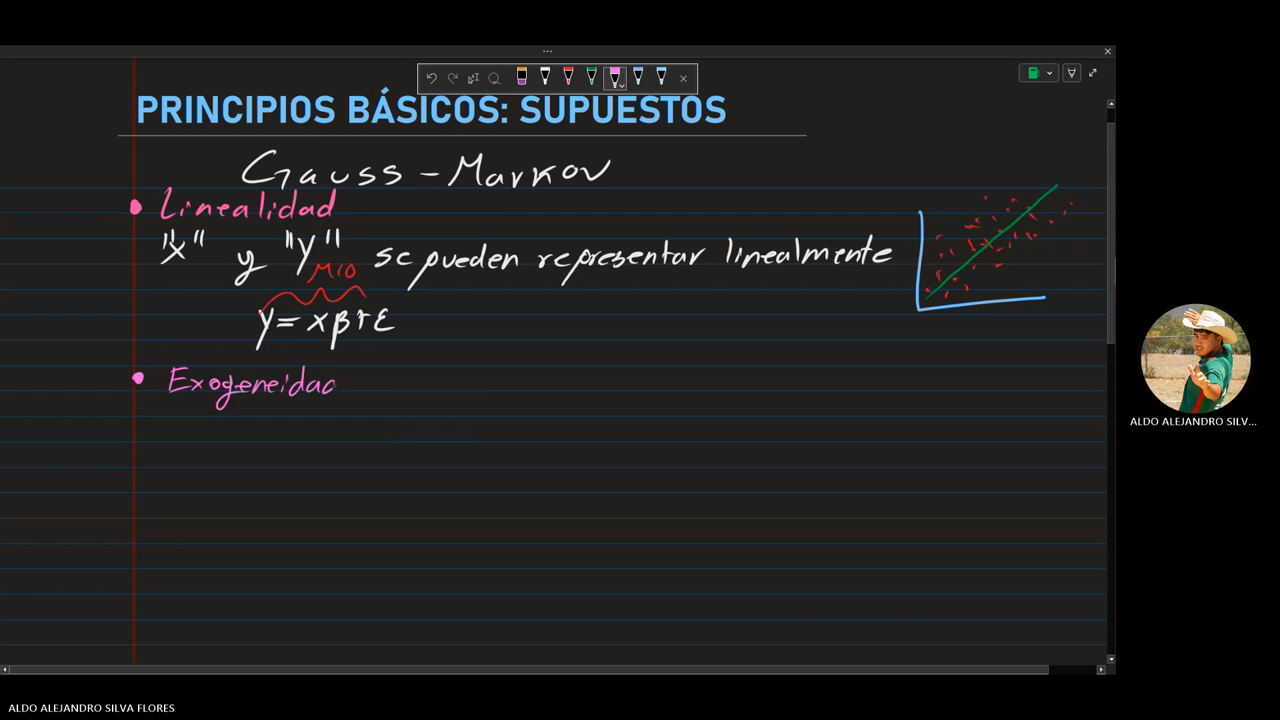 PRINCIPIOS BÁSICOS: SUPUESTOS
Gauss-Markov
• Linealidad
"X" y "Y" se pueden representar linealmente
MIO
y = xβ+ε
• Exogeneidad
ALDO ALEJANDRO SILV...
ALDO ALEJANDRO SILVA FLORES